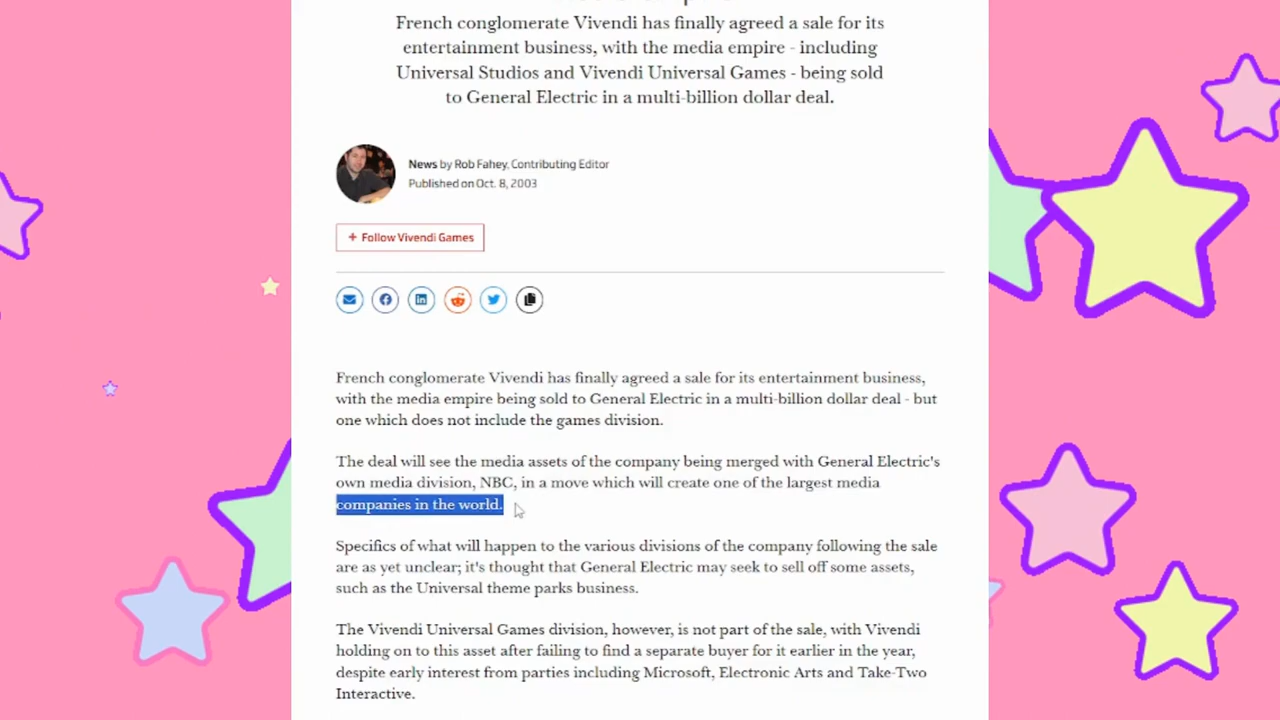 French conglomerate Vivendi has finally agreed a sale for its
entertainment business, with the media empire - including
Universal Studios and Vivendi Universal Games - being sold
to General Electric in a multi-billion dollar deal.
News by Rob Fahey, Contributing Editor
Published on Oct. 8, 2003
+ Follow Vivendi Games
French conglomerate Vivendi has finally agreed a sale for its entertainment business,
with the media empire being sold to General Electric in a multi-billion dollar deal - but
one which does not include the games division.
The deal will see the media assets of the company being merged with General Electric's
own media division, NBC, in a move which will create one of the largest media
companies in the world.
Specifics of what will happen to the various divisions of the company following the sale
are as yet unclear; it's thought that General Electric may seek to sell off some assets,
such as the Universal theme parks business.
The Vivendi Universal Games division, however, is not part of the sale, with Vivendi
holding on to this asset after failing to find a separate buyer for it earlier in the year,
despite early interest from parties including Microsoft, Electronic Arts and Take-Two
Interactive.